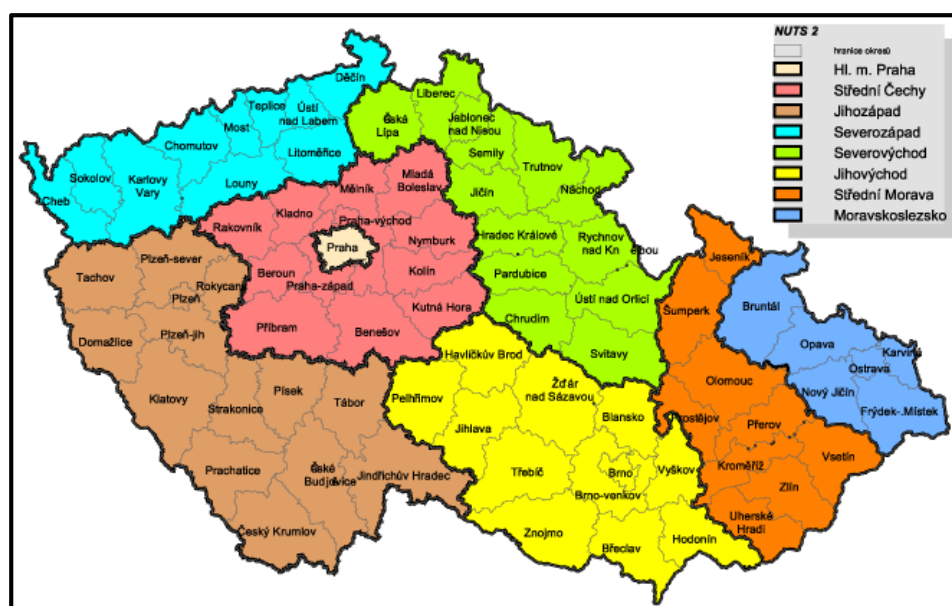 NUTS 2
hranice okresů
Hl. m. Praha
Střední Čechy
Jihozápad
Severozápad
Severovýchod
Jihovýchod
Střední Morava
Moravskoslezsko
Děčín
Teplice
Ústí
nad Labem
Most
Chomutov
Litoměřice
Sokolov
Karlovy
Vary
Louny
Cheb
Liberec
Česká
Lípa
Jablonec
nad Nisou
Semily
Trutnov
Jičín
Náchod
Hradec Králové
Rychnov
nad Kn
Pardubice
Ústí nad Orlicí
Chrudim
Svitavy
Mladá
Boleslav
Mělník
Kladno
Praha-východ
Rakovník
Praha
Nymburk
Beroun
Praha-západ
Kolín
Kutná Hora
Příbram
Benešov
Tachov
Plzeň-sever
Rokycany
Plzeň
Plzeň-jih
Domažlice
Klatovy
Písek
Strakonice
Tábor
Prachatice
České
Budějovice
Jindřichův Hradec
Český Krumlov
Havlíčkův Brod
Pelhřimov
Žďár
nad Sázavou
Blansko
Jihlava
Třebíč
Brno
Vyškov
Brno-venkov
Znojmo
Břeclav
Hodonín
Jeseník
Šumperk
Olomouc
Prostějov
Přerov
Kroměříž
Vsetín
Zlín
Uherské
Hradi
Bruntál
Opava
Karviná
Ostrava
Nový Jičín
Frýdek-.Místek